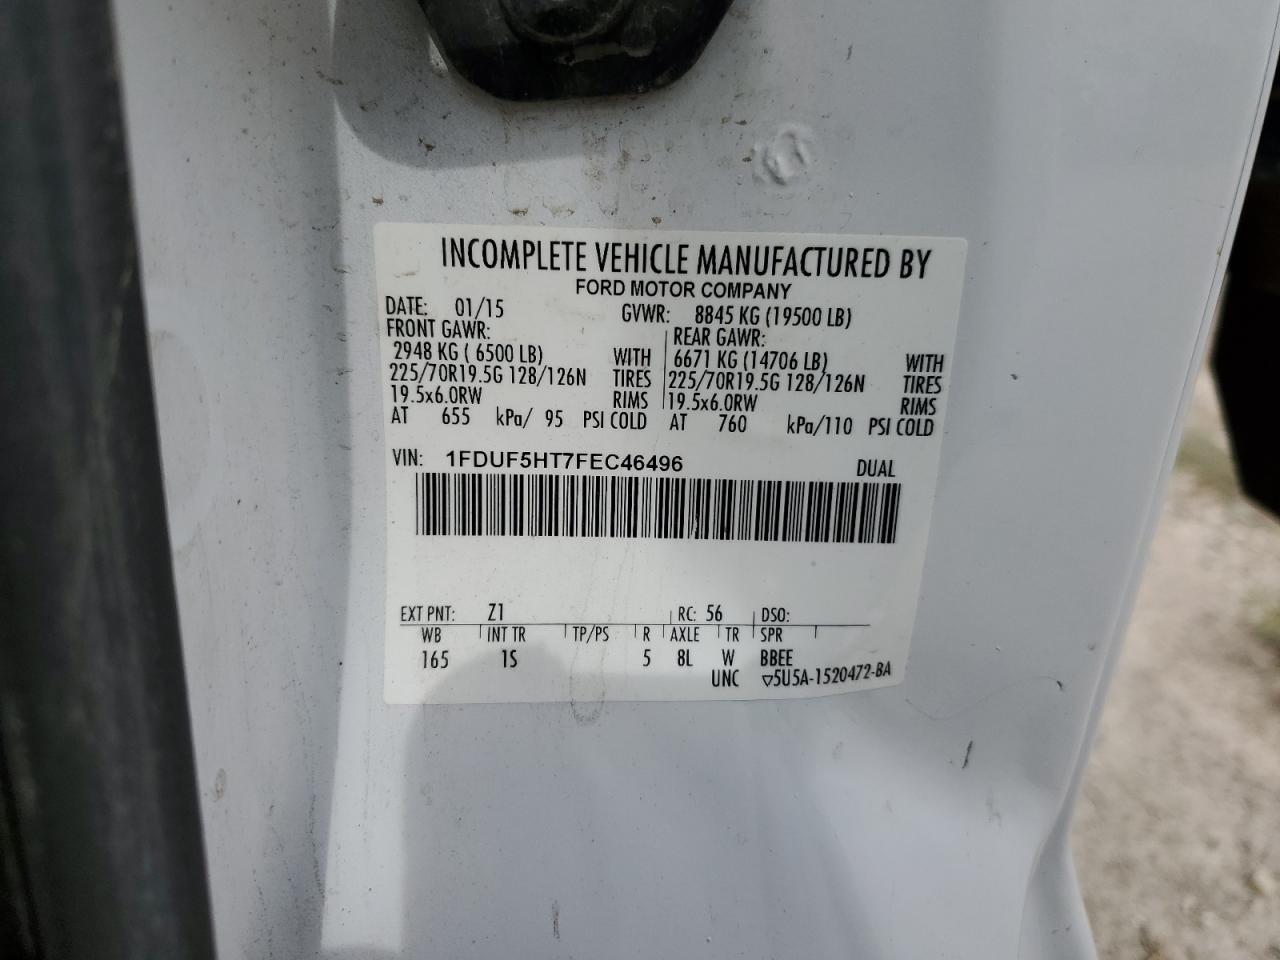 INCOMPLETE VEHICLE MANUFACTURED BY
FORD MOTOR COMPANY
DATE: 01/15 GVWR: 8845 KG (19500 LB)
FRONT GAWR: REAR GAWR:
2948 KG ( 6500 LB) WITH 6671 KG (14706 LB) WITH
225/70R19.5G 128/126N TIRES 225/70R19.5G 128/126N TIRES
19.5x6.0RW RIMS 19.5x6.0RW RIMS
AT 655 kPa/ 95 PSI COLD AT 760 kPa/110 PSI COLD
VIN: 1FDUF5HT7FEC46496 DUAL
EXT PNT: Z1 RC: 56 DSO:
WB INT TR TP/PS R AXLE TR SPR
165 1S 5 8L W BBEE
UNC ▽5U5A-1520472-BA